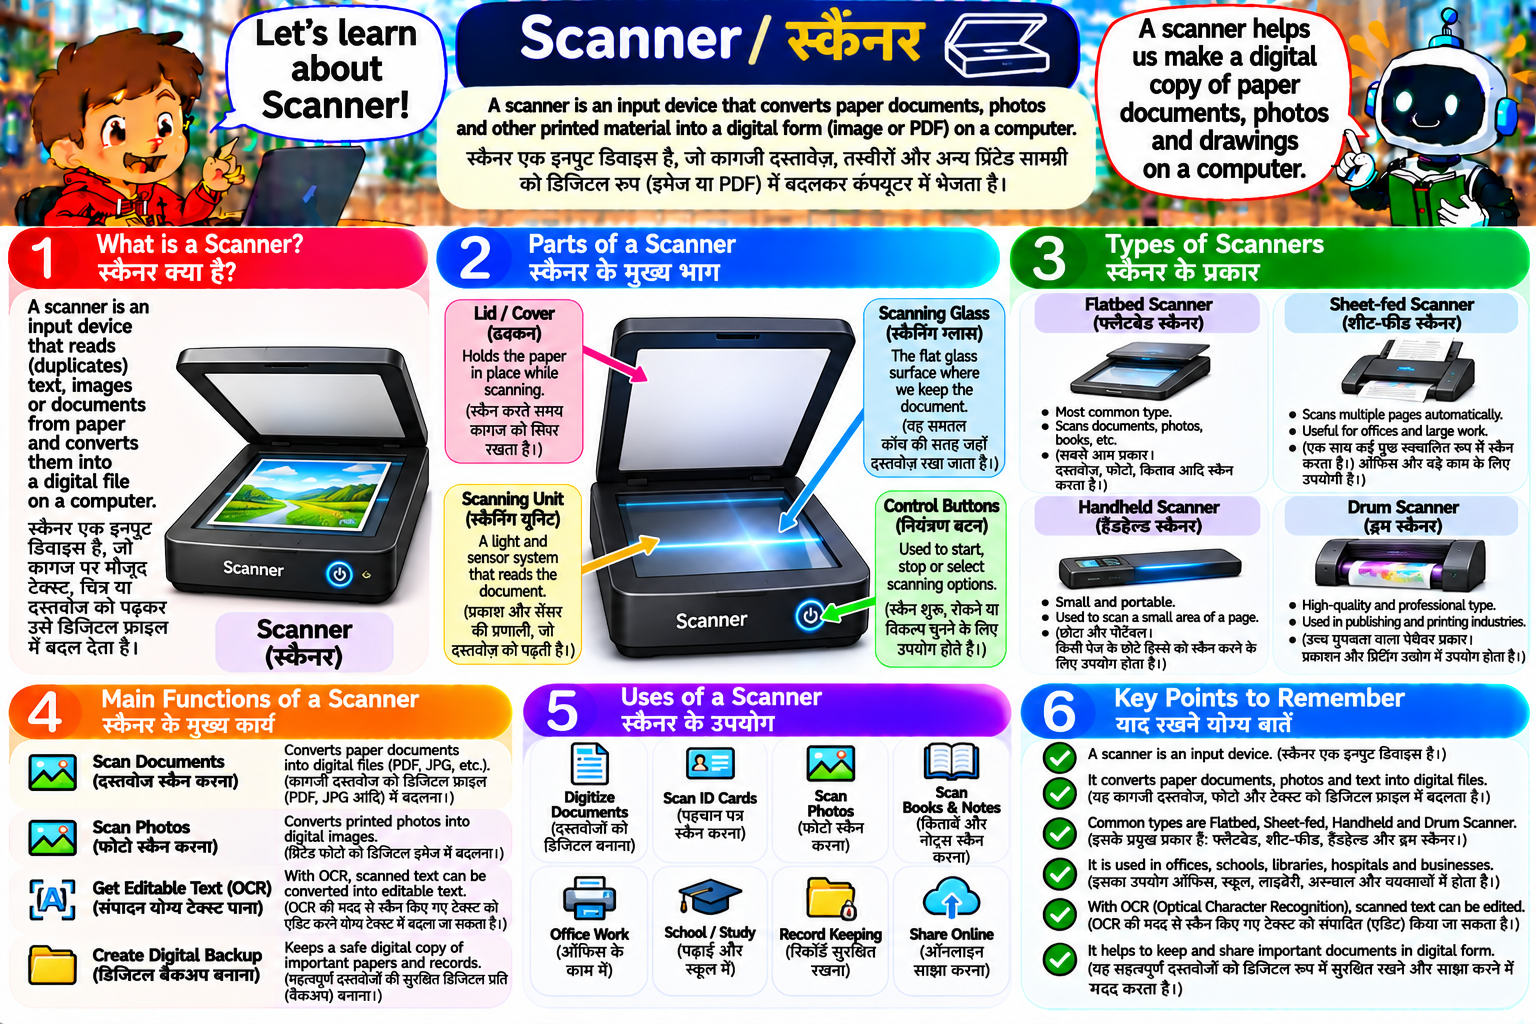 Let's learn
about
Scanner!
Scanner / स्कैंनर
A scanner is an input device that converts paper documents, photos
and other printed material into a digital form (image or PDF) on a computer.
स्कैनर एक इनपुट डिवाइस है, जो कागजी दस्तावेज़, तस्वीरों और अन्य प्रिंटेड सामग्री
को डिजिटल रूप (इमेज या PDF) में बदलकर कंपयूटर में भेजता है।
A scanner helps
us make a digital
copy of paper
documents, photos
and drawings
on a computer.
1 What is a Scanner?
स्कैनर क्या है?
A scanner is an
input device
that reads
(duplicates)
text, images
or documents
from paper
and converts
them into
a digital file
on a computer.
स्कैनर एक इनपुट
डिवाइस है, जो
कागज पर मौजूद
टेक्स्ट, चित्र या
दस्तवोज को पढ़कर
उसे डिजिटल फ़्राइल
में बदल देता है।
Scanner
Scanner
(स्कैनर)
2 Parts of a Scanner
स्कैनर के मुख्य भाग
Lid / Cover
(ढवकन)
Holds the paper
in place while
scanning.
(स्कैन करते समय
कागज को सिपर
रखता है।)
Scanning Glass
(स्कैनिंग ग्लास)
The flat glass
surface where
we keep the
document.
(वह समतल
काँच की सतह जहाँ
दस्तवोज़ रखा जाता है।)
Scanning Unit
(स्कैनिंग यूनिट)
A light and
sensor system
that reads the
document.
(प्रकाश और सेंसर
की प्रणाली, जो
दस्तवोज़ को पढ़ती है।)
Control Buttons
(नियंत्रण बटन)
Used to start,
stop or select
scanning options.
(स्कैन शुरू, रोकने या
विकल्प चुनने के लिए
उपयोग होते है।)
Scanner
3 Types of Scanners
स्कैनर के प्रकार
Flatbed Scanner
(फ्लैटबेड स्कैनर)
• Most common type.
• Scans documents, photos,
books, etc.
• (सबसे आम प्रकार।
दस्तवोज, फोटो, किताव आदि स्कैन
करता है।)
Sheet-fed Scanner
(शीट-फीड स्कैनर)
• Scans multiple pages automatically.
• Useful for offices and large work.
• (एक साथ कई पृष्ठ स्वचालित रूप में स्कैन
करता है।) ऑफिस और वड़े काम के लिए
उपयोगी है।)
Handheld Scanner
(हैंडहेल्ड स्कैनर)
• Small and portable.
• Used to scan a small area of a page.
• (छोटा और पोर्टेबल।
किसी पेज के छोटे हिस्से को स्कैन करने के
लिए उपयोग होता है।)
Drum Scanner
(ड्रम स्कैनर)
• High-quality and professional type.
• Used in publishing and printing industries.
• (उच्च वाला प्रकार।
प्रकाशन और प्रिंटिंग उद्योग में उपयोग होता है।)
4 Main Functions of a Scanner
स्कैनर के मुख्य कार्य
Scan Documents
(दस्तवोज स्कैन करना)
Converts paper documents
into digital files (PDF, JPG, etc.).
(कागजी दस्तवोज को डिजिटल फ़्राइल
(PDF, JPG आदि) में बदलना।)
Scan Photos
(फोटो स्कैन करना)
Converts printed photos into
digital images.
(प्रिंटेड फोटो को डिजिटल इमेज में बदलना।)
Get Editable Text (OCR)
(संपादन योग्य टेक्स्ट पाना)
With OCR, scanned text can be
converted into editable text.
(OCR की मदद से स्कैन किए गए टेक्स्ट को
एडिट करने योग्य टेक्स्ट में बदला जा सकता है।)
Create Digital Backup
(डिजिटल बैकअप बनाना)
Keeps a safe digital copy of
important papers and records.
(महत्वपूर्ण दस्तवोजों की सुरक्षित डिजिटल प्रति
(वैकअप) बनाना।)
5 Uses of a Scanner
स्कैनर के उपयोग
Digitize
Documents
(दस्तवोजों को
डिजिटल बनाना)
Scan ID Cards
(पहचान पत्र
स्कैन करना)
Scan
Photos
(फोटो स्कैन
करना)
Scan
Books & Notes
(कितावें और
नोट्स स्कैन
करना)
Office Work
(ऑफिस के
काम में)
School / Study
(पढ़ाई और
स्कूल में)
Record Keeping
(रिकॉर्ड सुरक्षित
रखना)
Share Online
(ऑनलाइन
साझा करना)
6 Key Points to Remember
याद रखने योग्य बातें
A scanner is an input device. (स्कैनर एक इनपुट डिवाइस है।)
It converts paper documents, photos and text into digital files.
(यह कागजी दस्तवोज, फोटो और टेक्स्ट को डिजिटल फ़्राइल में बदलता है।)
Common types are Flatbed, Sheet-fed, Handheld and Drum Scanner.
(इसके प्रमुख प्रकार हैं: फ्लैटबेड, शीट-फीड, हैंडहेल्ड और ड्रम स्कैनर।)
It is used in offices, schools, libraries, hospitals and businesses.
(इसका उपयोग ऑफिस, स्कूल, और में होता है।)
With OCR (Optical Character Recognition), scanned text can be edited.
(OCR की मदद से स्कैन किए गए टेक्स्ट को संपादित (एडिट) किया जा सकता है।)
It helps to keep and share important documents in digital form.
(यह सहत्वपूर्ण दस्तवोजों को डिजिटल रूप में सुरक्षित रखने और साझा करने में
मदद करता है।)